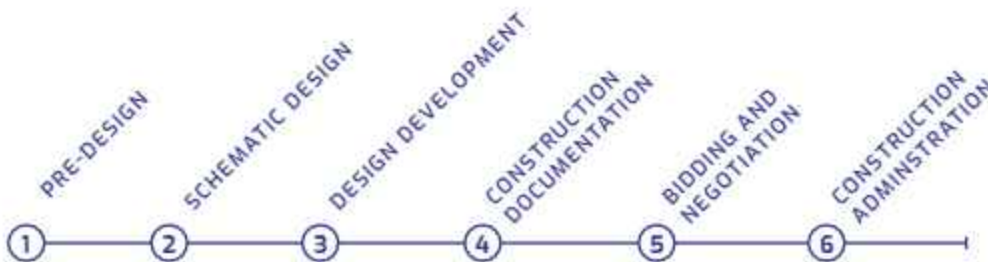 PRE-DESIGN
SCHEMATIC DESIGN
DESIGN DEVELOPMENT
CONSTRUCTION
DOCUMENTATION
BIDDING AND
NEGOTIATION
CONSTRUCTION
ADMINSTRATION
1
2
3
4
5
6